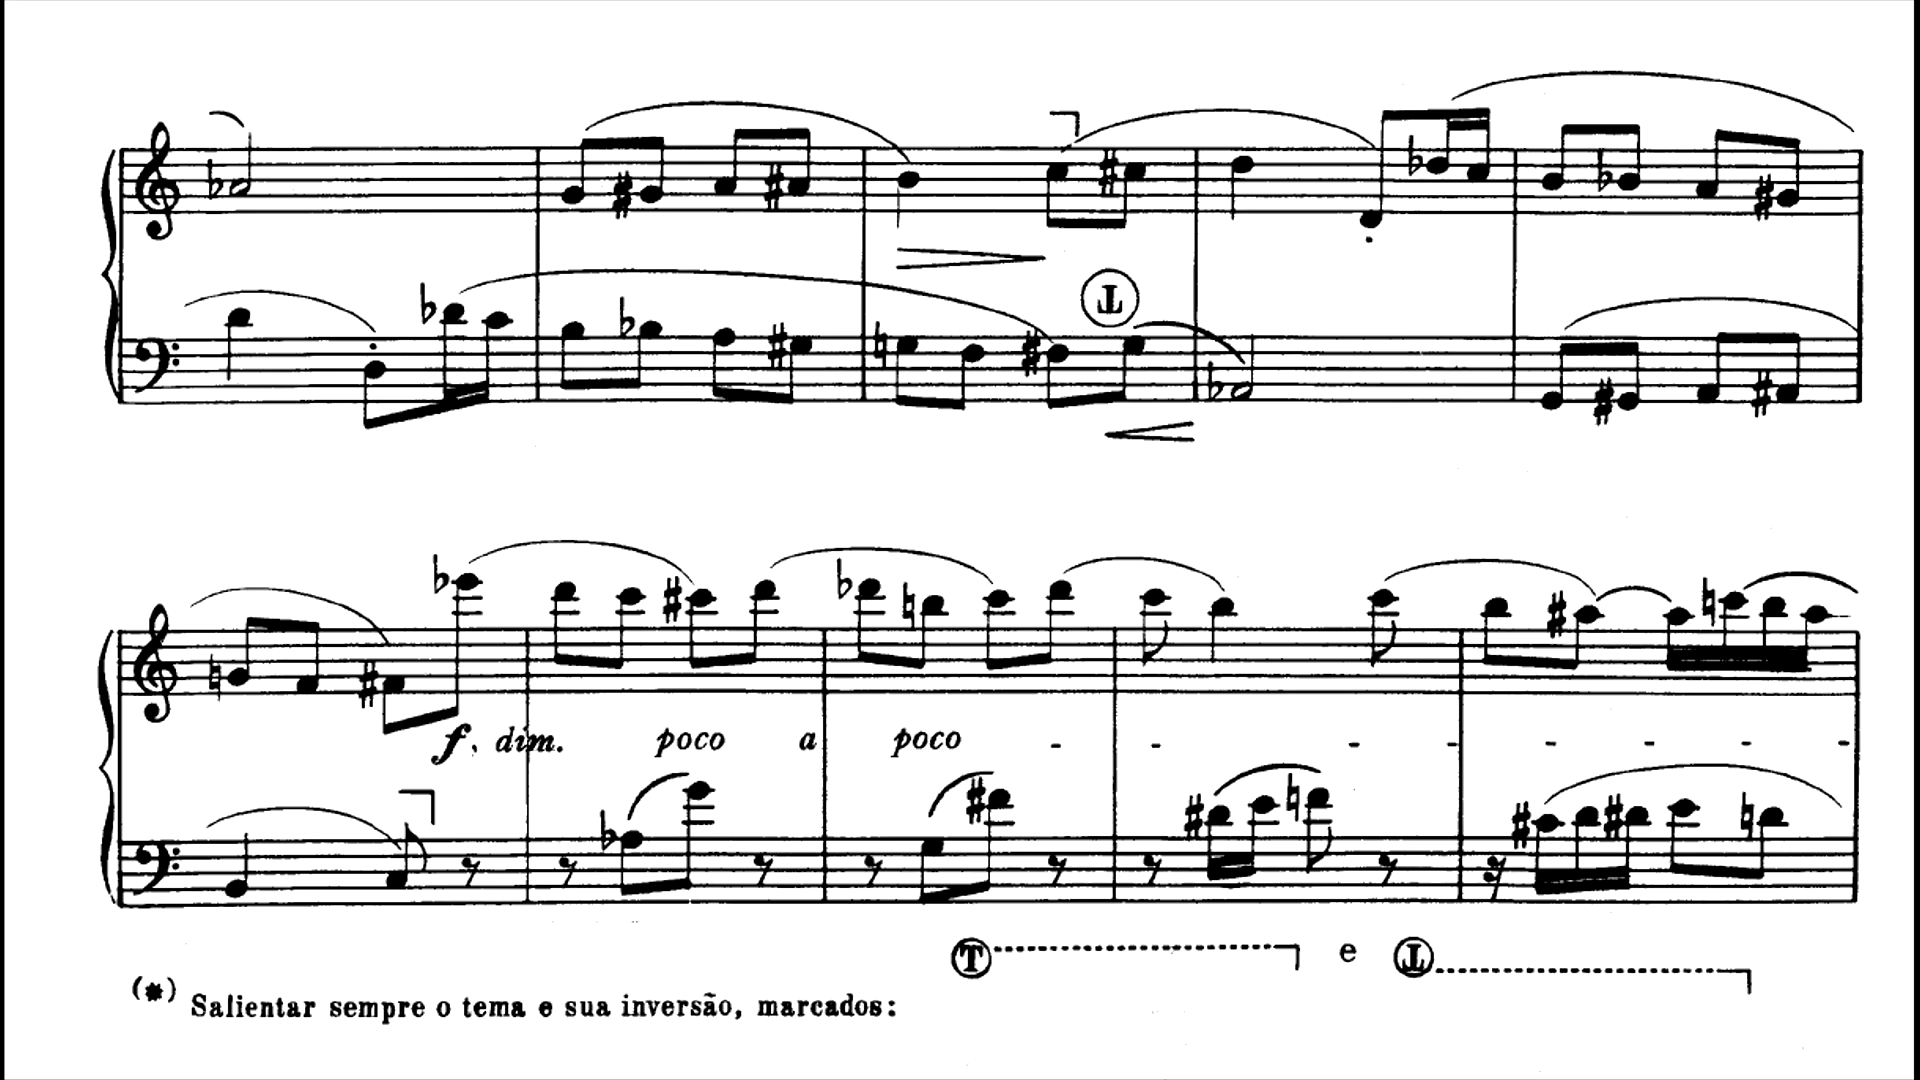 T
f. dim. poco a poco - - - - - - - - -
T e T
(*) Salientar sempre o tema e sua inversão, marcados: